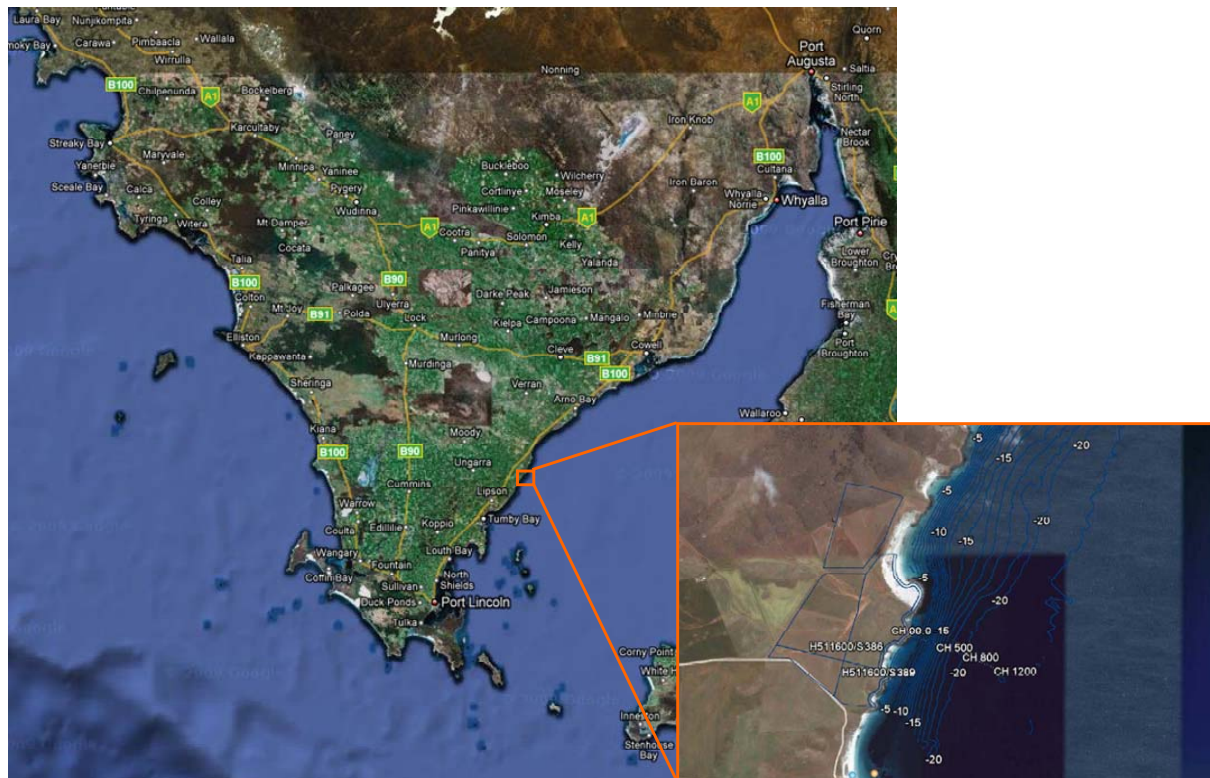 Laura Bay
Nunjikompita
Pimbaacla
Wallala
Carawa
Wirrulla
Quorn
Port
Augusta
Saltia
Stirling
North
Nonning
B100
Chilpenunda
A1
Bockelberg
A1
Iron Knob
Nectar
Brook
Karcultaby
Paney
Streaky Bay
Maryvale
Minnipa
Yaninee
Buckleboo
Wilcherry
B100
Cultana
Yanerbie
Sceale Bay
Calca
Colley
Pygery
Cortlinye
Moseley
Iron Baron
Whyalla
Norrie
Whyalla
Tyringa
Witera
Mt Damper
Wudinna
Pinkawillinie
Kimba
A1
A1
Port Pirie
Cocata
Cootra
Solomon
Kelly
Panitya
Yalanda
Lower
Broughton
Talia
B100
Colton
Palkagee
B90
Ulyerra
Darke Peak
Jamieson
Fisherman
Bay
Mt Joy
B91
Polda
Lock
Kielpa
Campoona
Mangalo
Minbrie
Port
Broughton
Elliston
Kappawanta
Murlong
Cleve
B91
Cowell
Murdinga
B100
Sheringa
Verran
Arno Bay
Wallaroo
Kiana
Moody
B100
B90
Ungarra
Cummins
Lipson
Warrow
Tumby Bay
Coulta
Edillilie
Koppio
Wangary
Louth Bay
Coffin Bay
Fountain
North
Shields
Sullivan
Duck Ponds
Port Lincoln
Tulka
Corny Point
Inneston
Stenhouse
Bay
-5
-15
-20
-5
-10
-15
-20
-5
-20
CH 00.0
15
H511600/S386
CH 500
CH 800
H511600/S389
-20
CH 1200
-5
-10
-15
-20